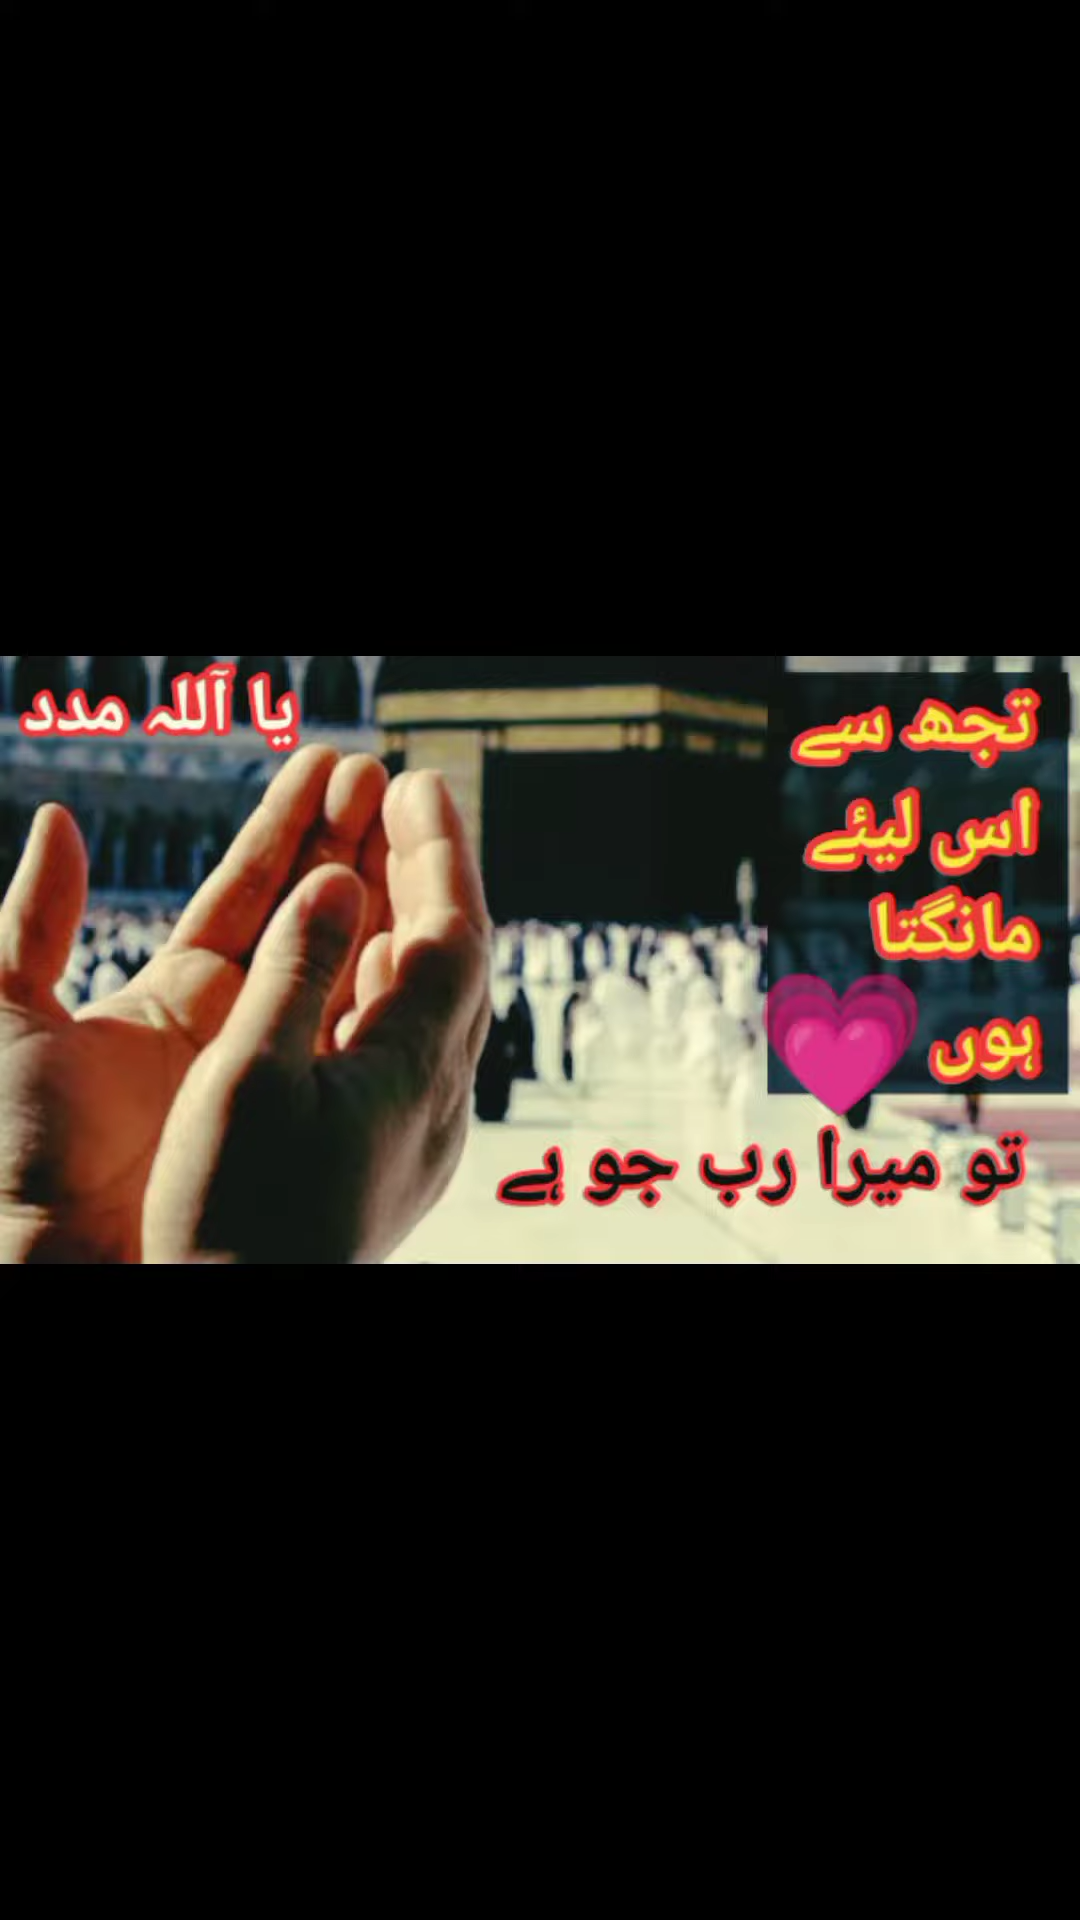 یا آللہ مدد
تجھ سے
اس لیئے
مانگتا
ہوں
تو میرا رب جو ہے